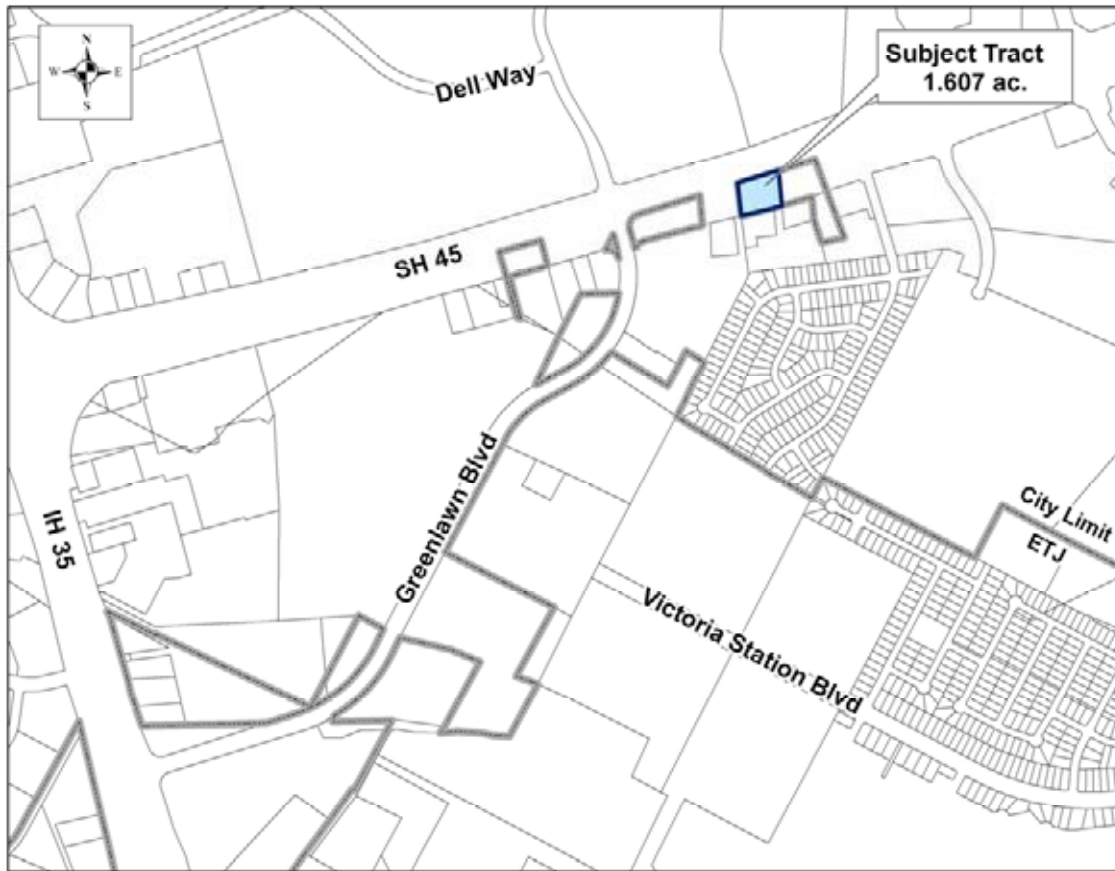 N
W E
S
Dell Way
Subject Tract
1.607 ac.
SH 45
IH 35
Greenlawn Blvd
City Limit
ETJ
Victoria Station Blvd